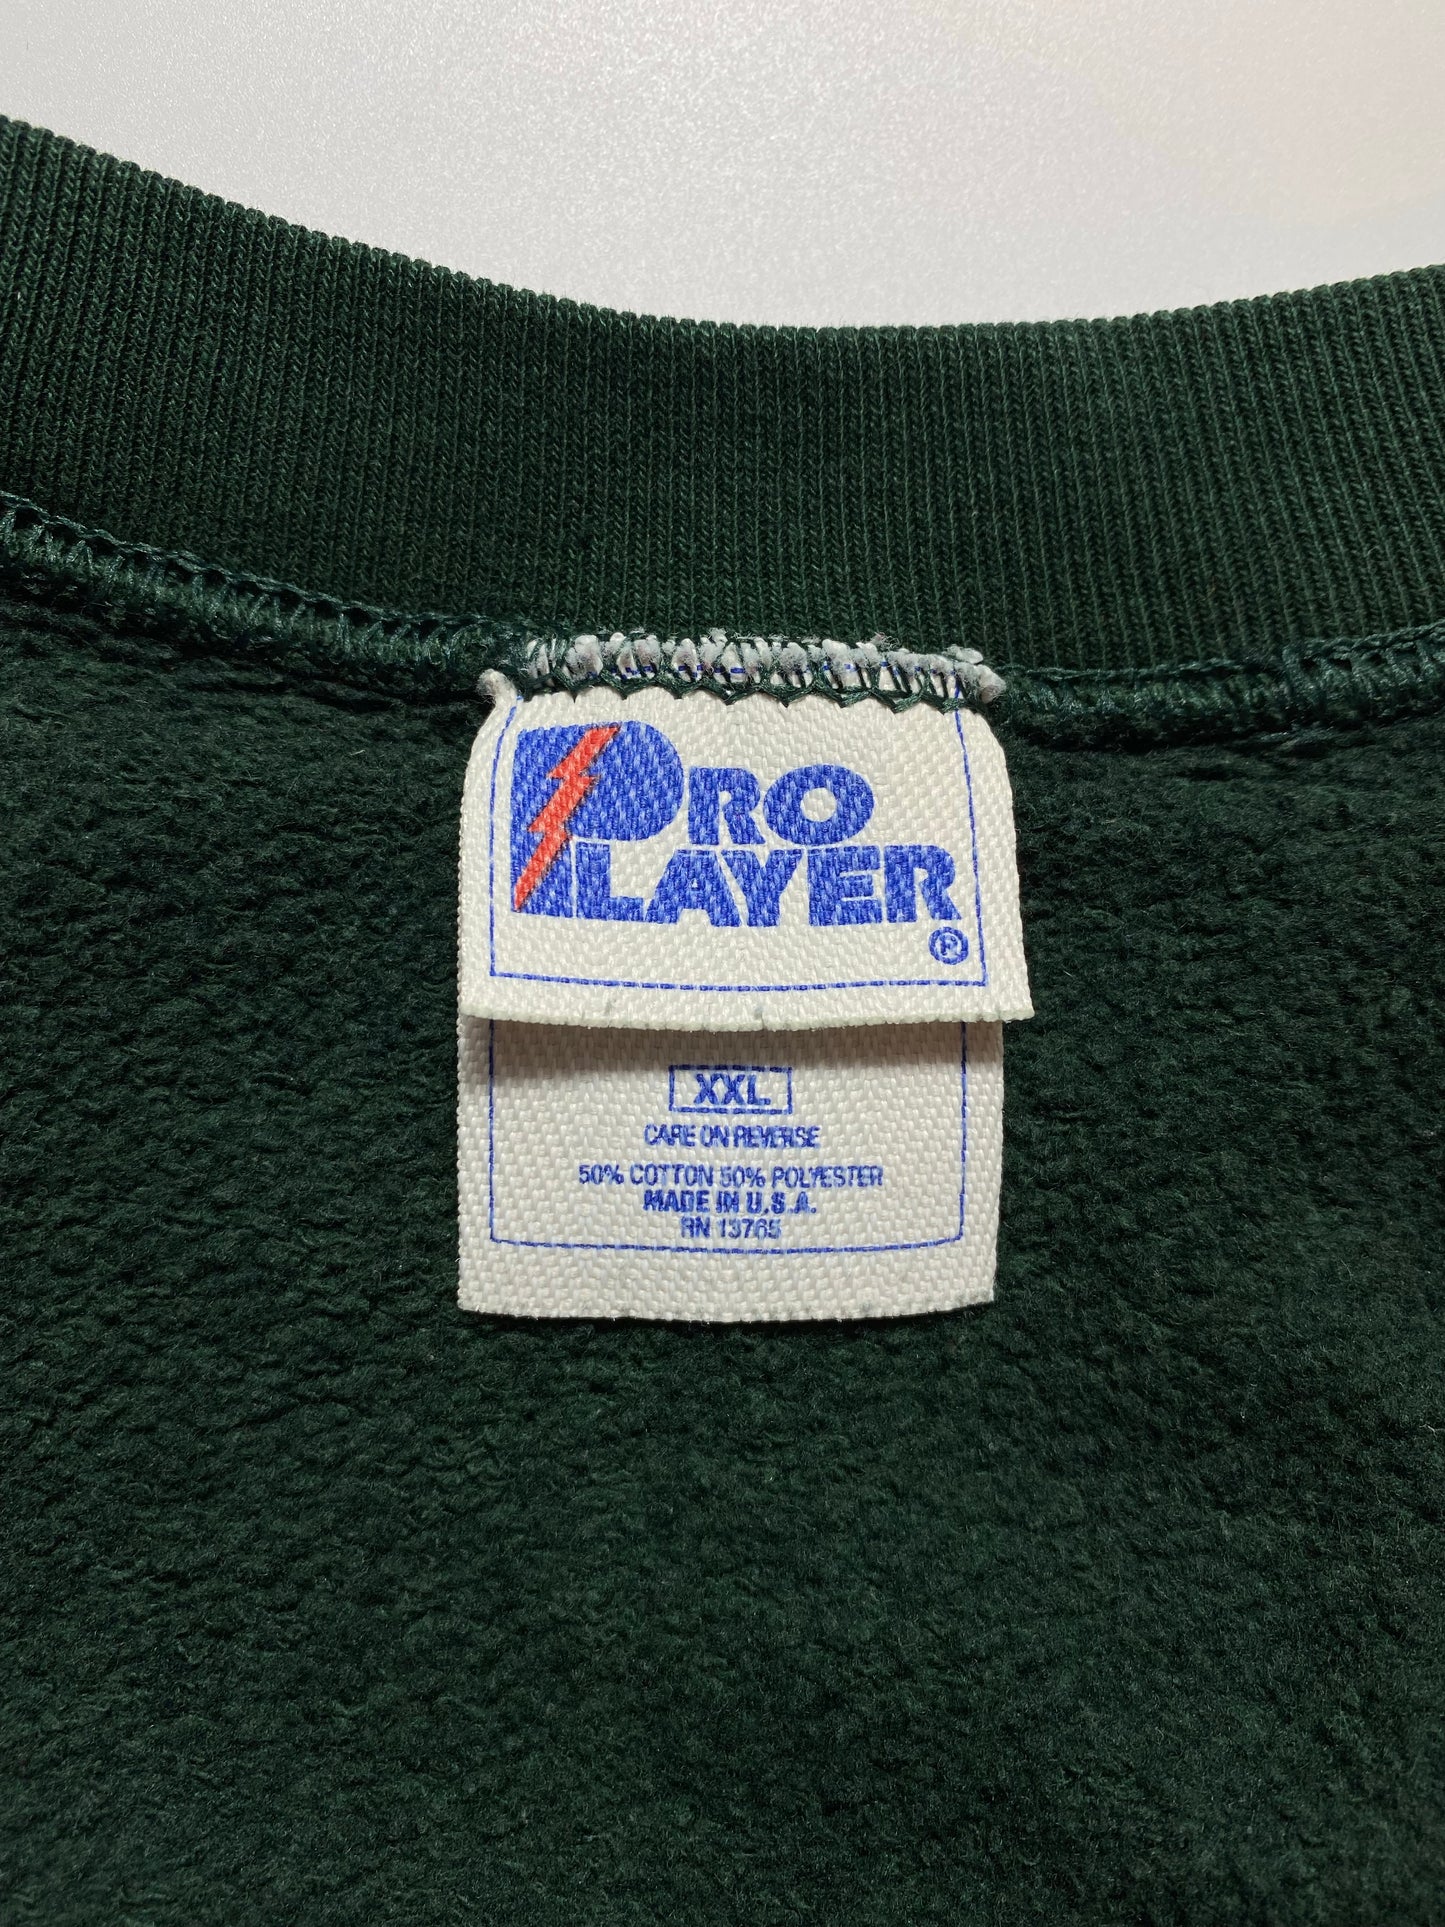 PRO
PLAYER
®
XXL
CARE ON REVERSE
50% COTTON 50% POLYESTER
MADE IN U.S.A.
RN 13765